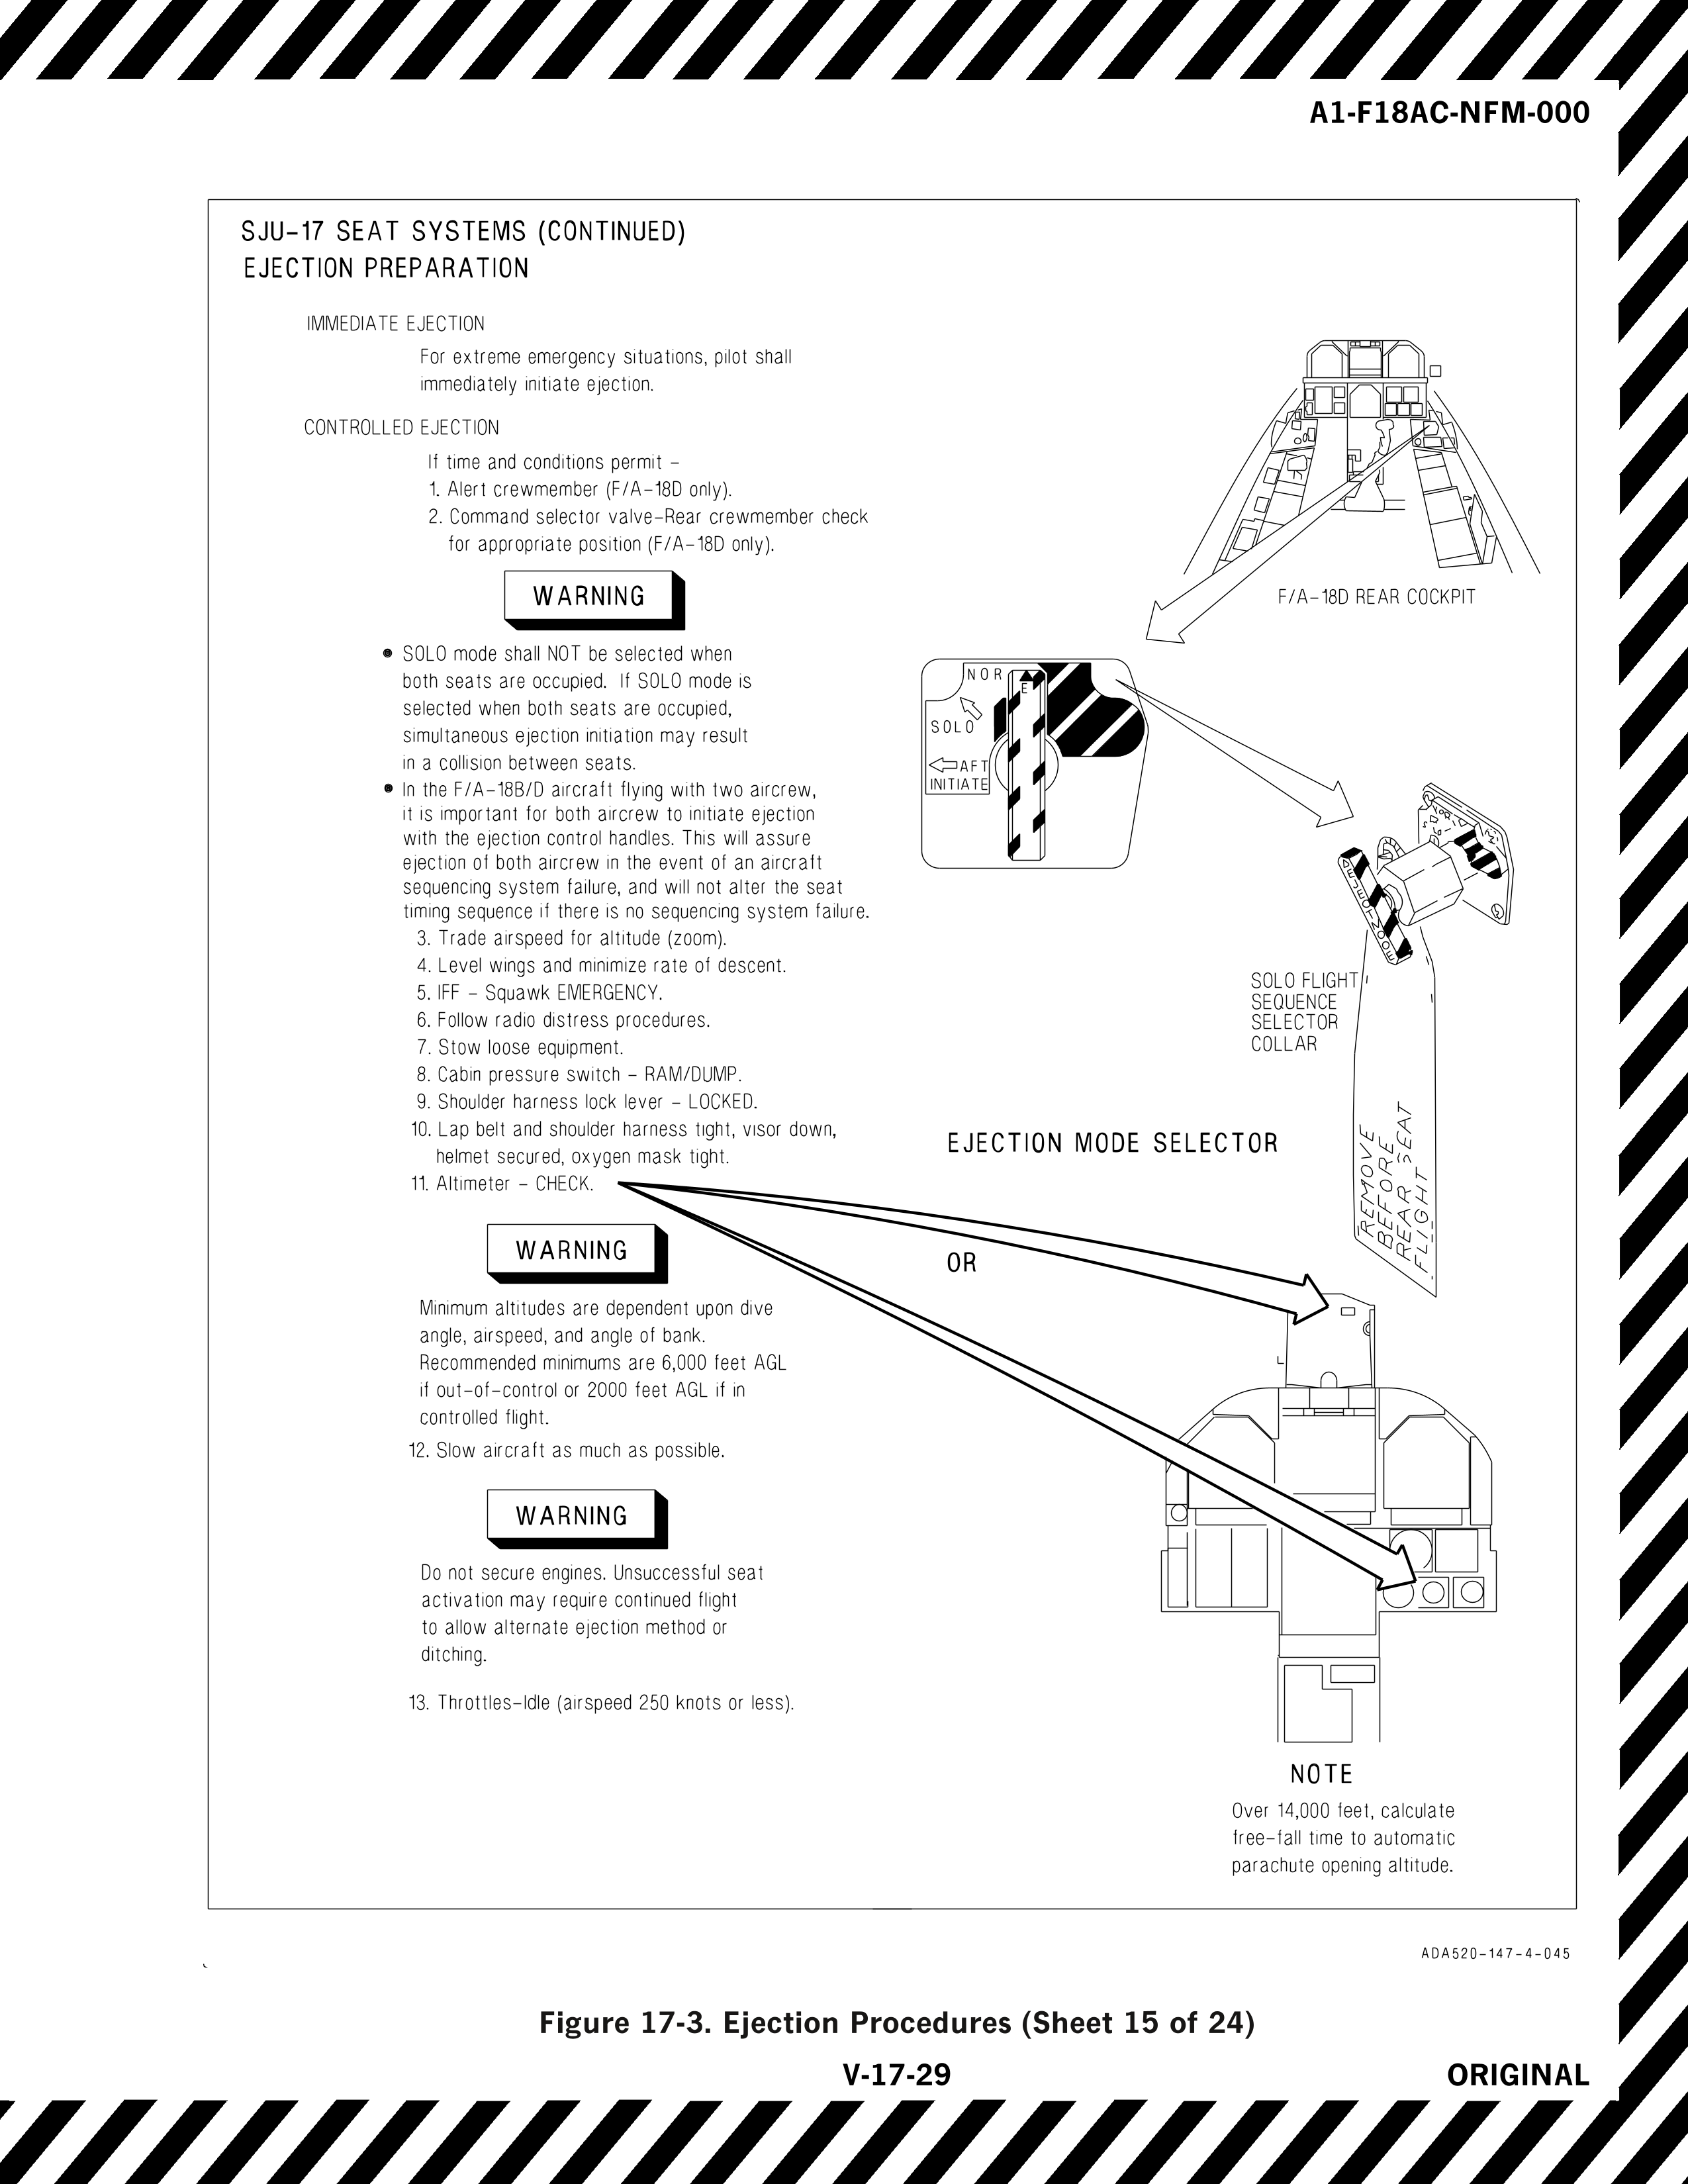 A1-F18AC-NFM-000
SJU-17 SEAT SYSTEMS (CONTINUED)
EJECTION PREPARATION
IMMEDIATE EJECTION
For extreme emergency situations, pilot shall
immediately initiate ejection.
CONTROLLED EJECTION
If time and conditions permit -
1. Alert crewmember (F/A-18D only).
2. Command selector valve-Rear crewmember check
for appropriate position (F/A-18D only).
WARNING
● SOLO mode shall NOT be selected when
both seats are occupied. If SOLO mode is
selected when both seats are occupied,
simultaneous ejection initiation may result
in a collision between seats.
● In the F/A-18B/D aircraft flying with two aircrew,
it is important for both aircrew to initiate ejection
with the ejection control handles. This will assure
ejection of both aircrew in the event of an aircraft
sequencing system failure, and will not alter the seat
timing sequence if there is no sequencing system failure.
3. Trade airspeed for altitude (zoom).
4. Level wings and minimize rate of descent.
5. IFF - Squawk EMERGENCY.
6. Follow radio distress procedures.
7. Stow loose equipment.
8. Cabin pressure switch - RAM/DUMP.
9. Shoulder harness lock lever - LOCKED.
10. Lap belt and shoulder harness tight, visor down,
helmet secured, oxygen mask tight.
11. Altimeter - CHECK.
WARNING
Minimum altitudes are dependent upon dive
angle, airspeed, and angle of bank.
Recommended minimums are 6,000 feet AGL
if out-of-control or 2000 feet AGL if in
controlled flight.
12. Slow aircraft as much as possible.
WARNING
Do not secure engines. Unsuccessful seat
activation may require continued flight
to allow alternate ejection method or
ditching.
13. Throttles-Idle (airspeed 250 knots or less).
F/A-18D REAR COCKPIT
NOR
E
SOLO
AFT
INITIATE
SOLO FLIGHT
SEQUENCE
SELECTOR
COLLAR
REMOVE
BEFORE
REAR SEAT
FLIGHT
EJECTION MODE SELECTOR
OR
NOTE
Over 14,000 feet, calculate
free-fall time to automatic
parachute opening altitude.
ADA520-147-4-045
Figure 17-3. Ejection Procedures (Sheet 15 of 24)
V-17-29
ORIGINAL